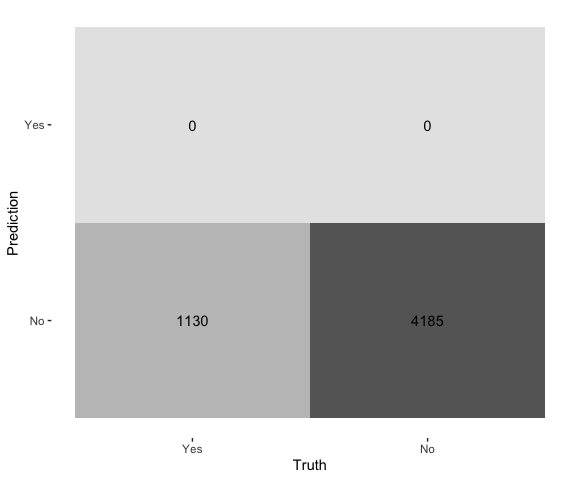 Yes
0 0
Prediction
No
1130 4185
Yes No
Truth